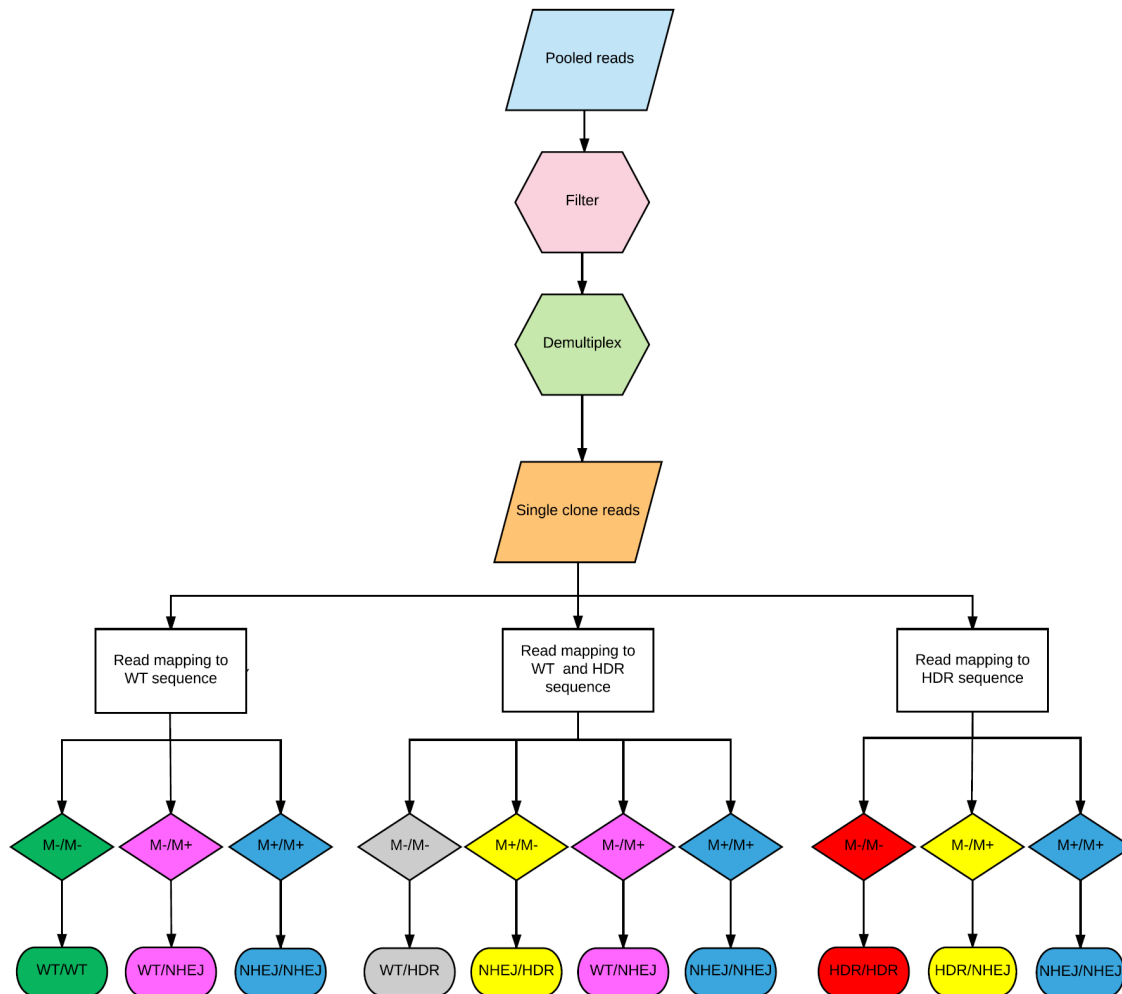 Pooled reads
Filter
Demultiplex
Single clone reads
Read mapping to
WT sequence
Read mapping to
WT and HDR
sequence
Read mapping to
HDR sequence
M-/M-
M-/M+
M+/M+
M-/M-
M+/M-
M-/M+
M+/M+
M-/M-
M-/M+
M+/M+
WT/WT
WT/NHEJ
NHEJ/NHEJ
WT/HDR
NHEJ/HDR
WT/NHEJ
NHEJ/NHEJ
HDR/HDR
HDR/NHEJ
NHEJ/NHEJ